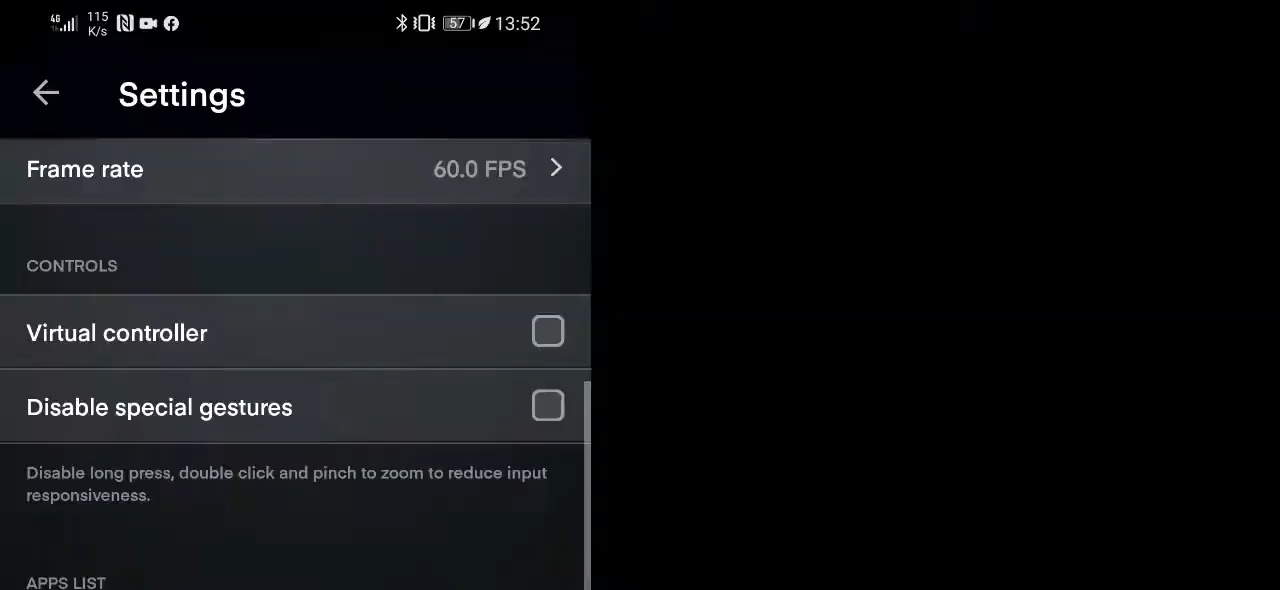 4G 115 K/s 57 13:52
Settings
Frame rate 60.0 FPS
CONTROLS
Virtual controller
Disable special gestures
Disable long press, double click and pinch to zoom to reduce input
responsiveness.
APPS LIST